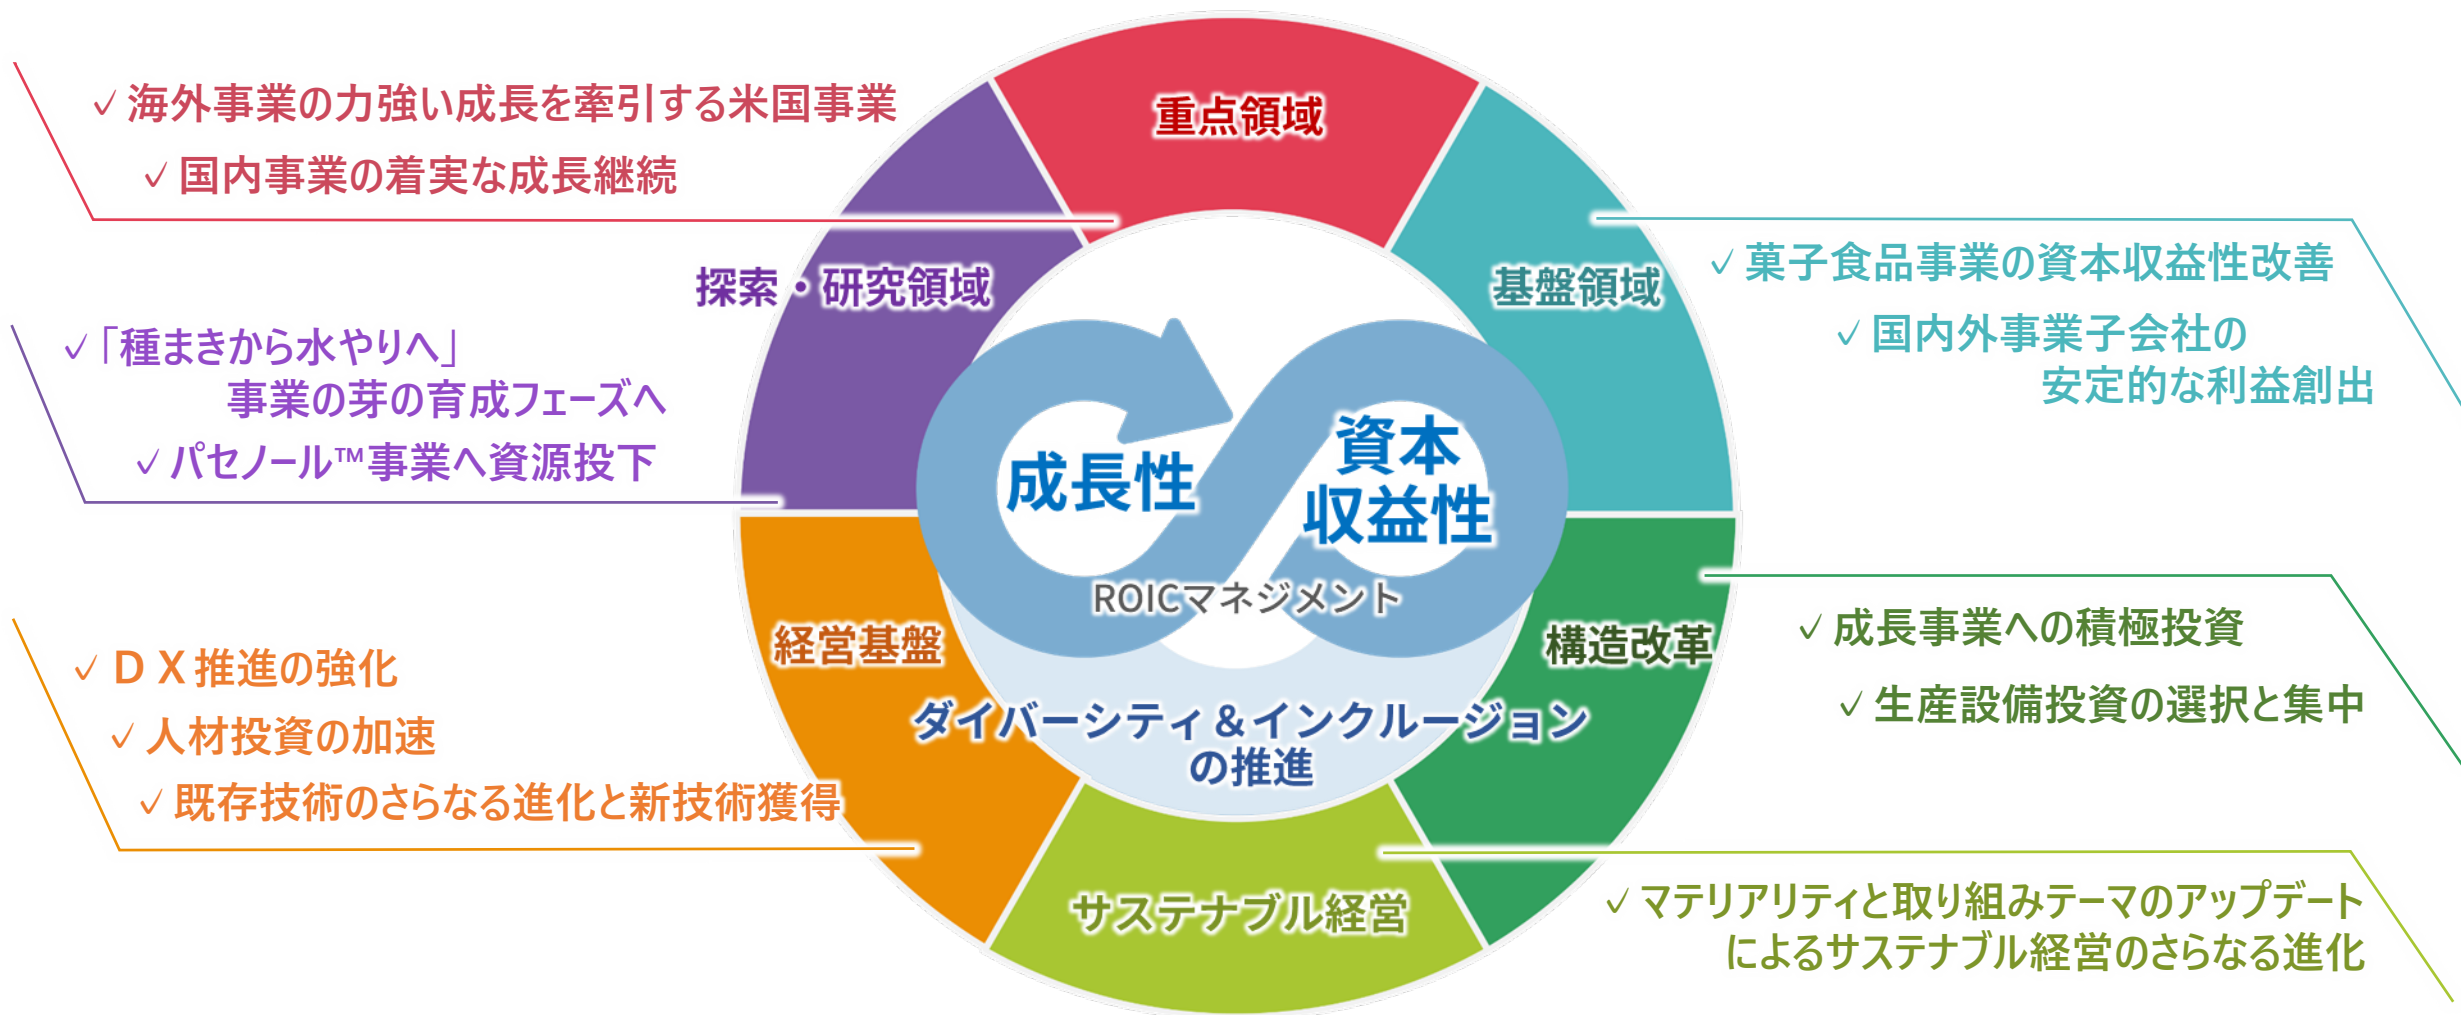 ✓海外事業の力強い成長を牽引する米国事業
✓国内事業の着実な成長継続
重点領域
探索・研究領域
✓「種まきから水やりへ」
事業の芽の育成フェーズへ
✓パセノール™事業へ資源投下
基盤領域
✓菓子食品事業の資本収益性改善
✓国内外事業子会社の
安定的な利益創出
成長性
資本
収益性
ROICマネジメント
経営基盤
✓ＤＸ推進の強化
✓人材投資の加速
✓既存技術のさらなる進化と新技術獲得
構造改革
✓成長事業への積極投資
✓生産設備投資の選択と集中
ダイバーシティ＆インクルージョン
の推進
サステナブル経営
✓マテリアリティと取り組みテーマのアップデート
によるサステナブル経営のさらなる進化